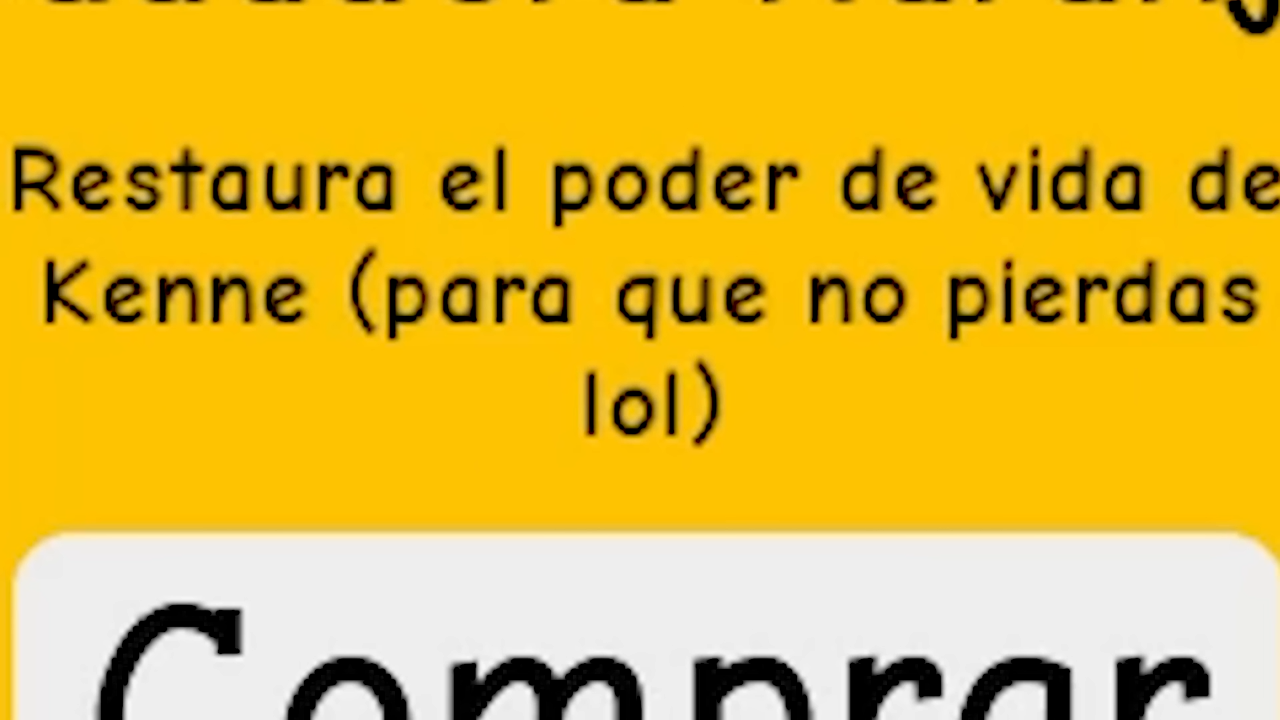 Restaura el poder de vida de
Kenne (para que no pierdas
lol)
Comprar